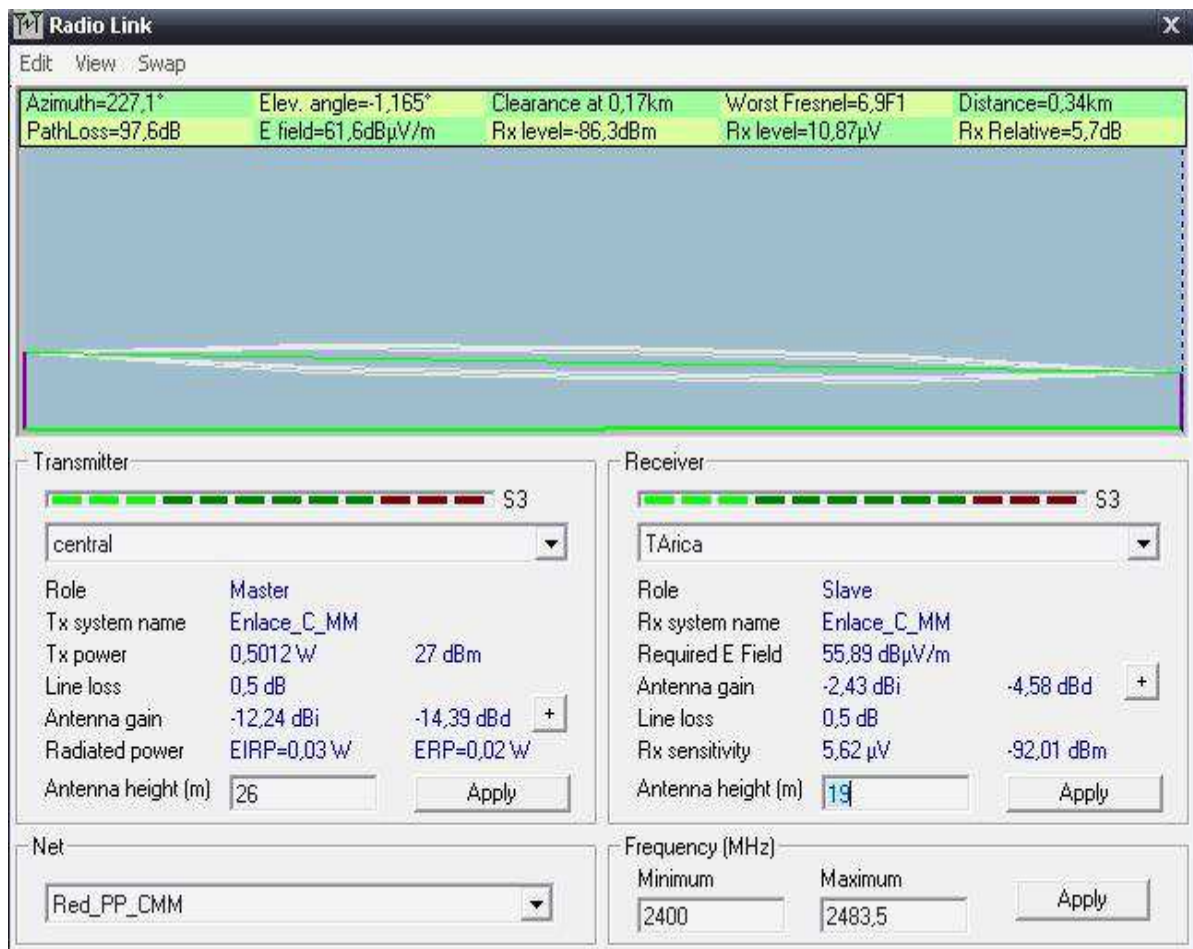 Radio Link X
Edit View Swap
Azimuth=227,1° Elev. angle=-1,165° Clearance at 0,17km Worst Fresnel=6,9F1 Distance=0,34km
PathLoss=97,6dB E field=61,6dBµV/m Rx level=-86,3dBm Rx level=10,87µV Rx Relative=5,7dB
Transmitter
S3
central
Role Master
Tx system name Enlace_C_MM
Tx power 0,5012 W 27 dBm
Line loss 0,5 dB
Antenna gain -12,24 dBi -14,39 dBd +
Radiated power EIRP=0,03 W ERP=0,02 W
Antenna height (m) 26 Apply
Receiver
S3
TArica
Role Slave
Rx system name Enlace_C_MM
Required E Field 55,89 dBµV/m
Antenna gain -2,43 dBi -4,58 dBd +
Line loss 0,5 dB
Rx sensitivity 5,62 µV -92,01 dBm
Antenna height (m) 19 Apply
Net
Red_PP_CMM
Frequency (MHz)
Minimum Maximum
2400 2483,5 Apply